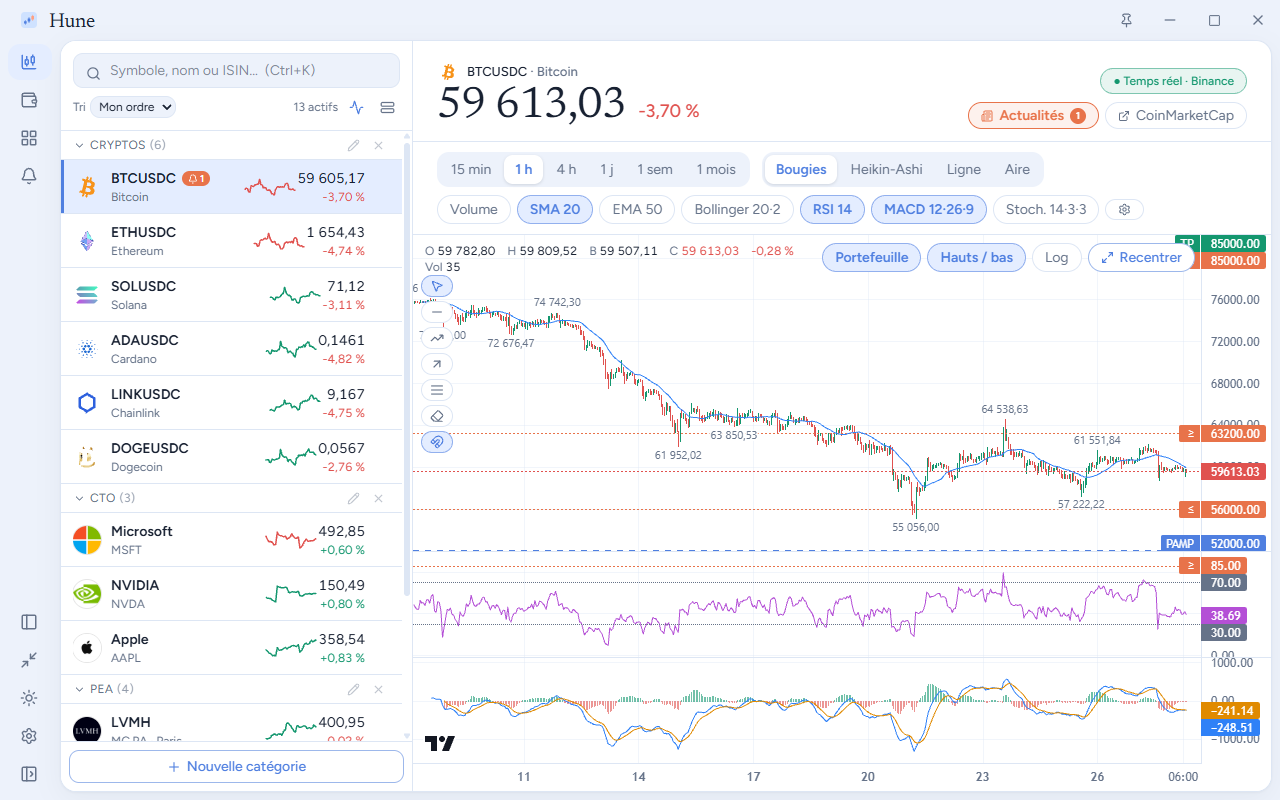 Hune
Symbole, nom ou ISIN… (Ctrl+K)
Tri Mon ordre 13 actifs
CRYPTOS (6)
BTCUSDC 1 59 605,17
Bitcoin -3,70 %
ETHUSDC 1 654,43
Ethereum -4,74 %
SOLUSDC 71,12
Solana -3,11 %
ADAUSDC 0,1461
Cardano -4,82 %
LINKUSDC 9,167
Chainlink -4,75 %
DOGEUSDC 0,0567
Dogecoin -2,76 %
CTO (3)
Microsoft 492,85
MSFT +0,60 %
NVIDIA 150,49
NVDA +0,80 %
Apple 358,54
AAPL +0,83 %
PEA (4)
LVMH 400,95
+ Nouvelle catégorie
BTCUSDC · Bitcoin
59 613,03 -3,70 %
Temps réel · Binance
Actualités 1 CoinMarketCap
15 min 1 h 4 h 1 j 1 sem 1 mois Bougies Heikin-Ashi Ligne Aire
Volume SMA 20 EMA 50 Bollinger 20·2 RSI 14 MACD 12·26·9 Stoch. 14·3·3
O 59 782,80 H 59 809,52 B 59 507,11 C 59 613,03 -0,28 %
Vol 35
Portefeuille Hauts / bas Log Recentrer
85000.00
85000.00
76000.00
74 742,30
72 676,47
72000.00
68000.00
64 538,63
63 850,53
61 952,02
61 551,84
≥ 63200.00
59613.03
57 222,22
≤ 56000.00
55 056,00
PAMP 52000.00
≥ 85.00
70.00
38.69
30.00
0.00
1000.00
0.00
−241.14
−248.51
−1000.00
11 14 17 20 23 26 06:00